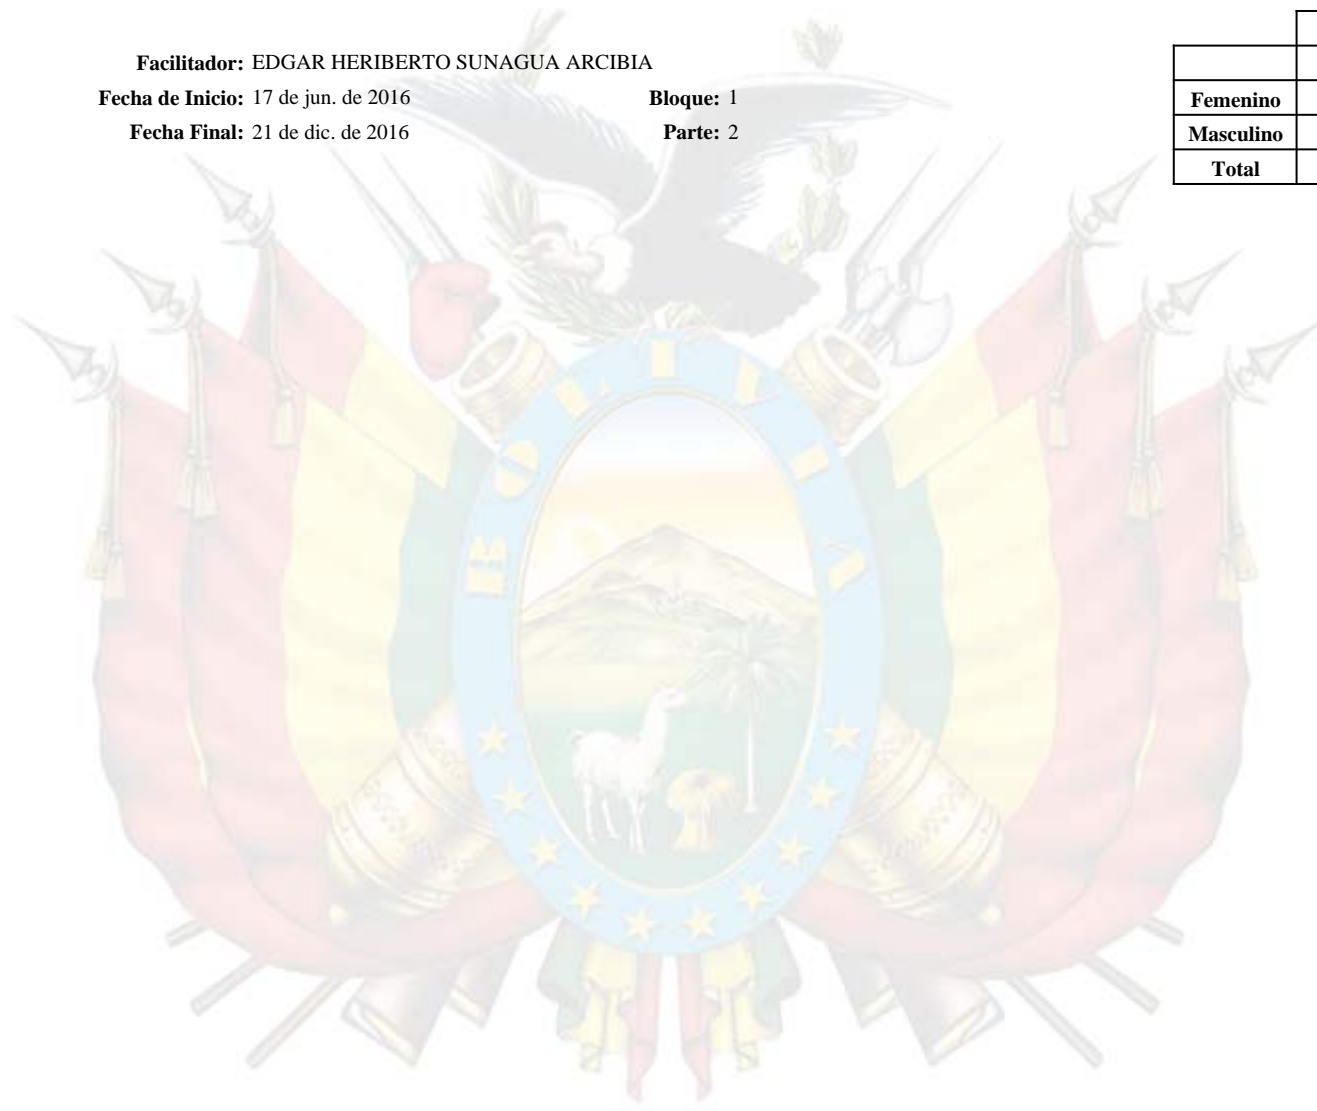 Facilitador: EDGAR HERIBERTO SUNAGUA ARCIBIA
Fecha de Inicio: 17 de jun. de 2016 Bloque: 1
Fecha Final: 21 de dic. de 2016 Parte: 2
Femenino
Masculino
Total
BOLIVIA